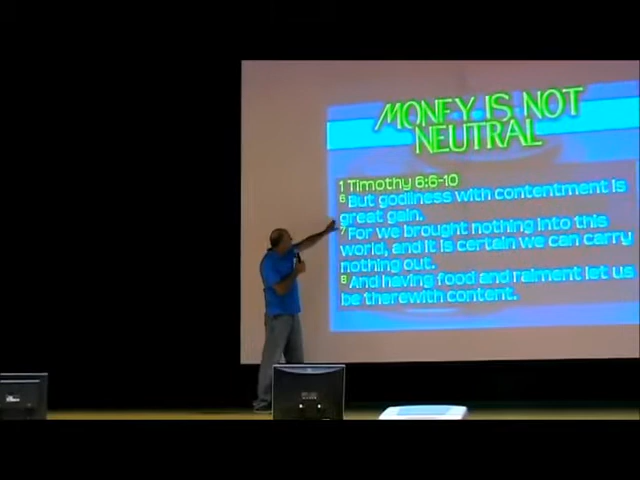 MONEY IS NOT
NEUTRAL
1 Timothy 6:6-10
6 But godliness with contentment is
great gain.
7 For we brought nothing into this
world, and it is certain we can carry
nothing out.
8 And having food and raiment let us
be therewith content.